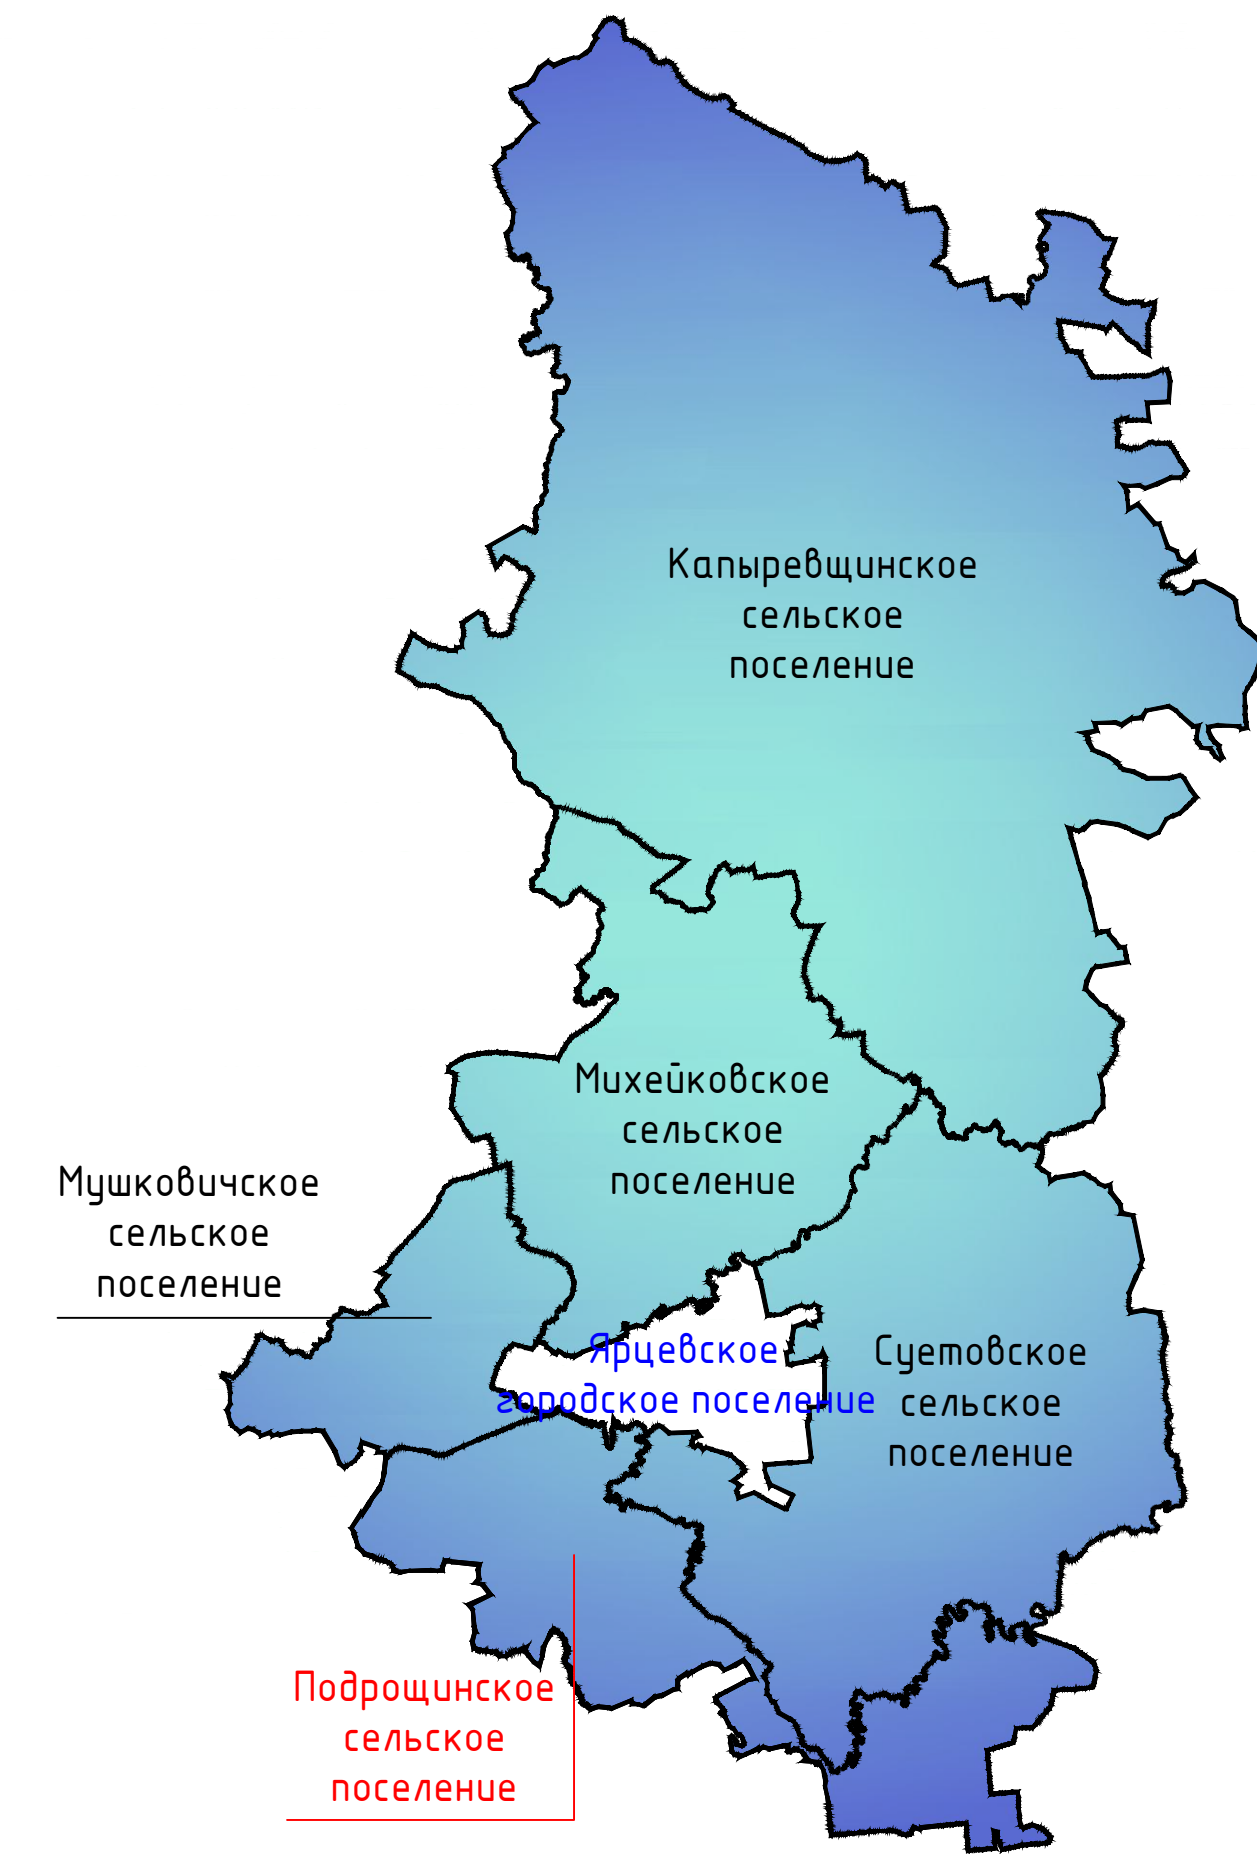 Капыревщинское
сельское
поселение
Михейковское
сельское
поселение
Мушковичское
сельское
поселение
Ярцевское
городское поселение
Суетовское
сельское
поселение
Подрощинское
сельское
поселение